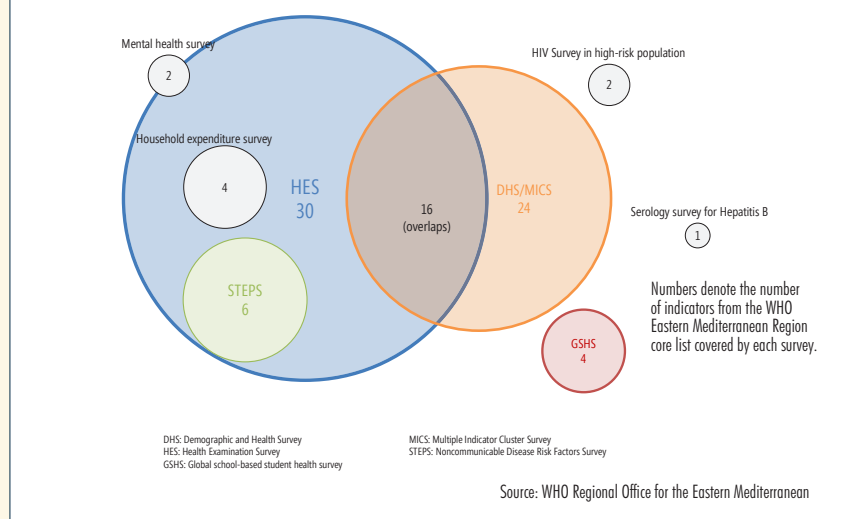 Mental health survey
2
HIV Survey in high-risk population
2
Household expenditure survey
4
HES
30
16
(overlaps)
DHS/MICS
24
Serology survey for Hepatitis B
1
STEPS
6
GSHS
4
Numbers denote the number
of indicators from the WHO
Eastern Mediterranean Region
core list covered by each survey.
DHS: Demographic and Health Survey
HES: Health Examination Survey
GSHS: Global school-based student health survey
MICS: Multiple Indicator Cluster Survey
STEPS: Noncommunicable Disease Risk Factors Survey
Source: WHO Regional Office for the Eastern Mediterranean